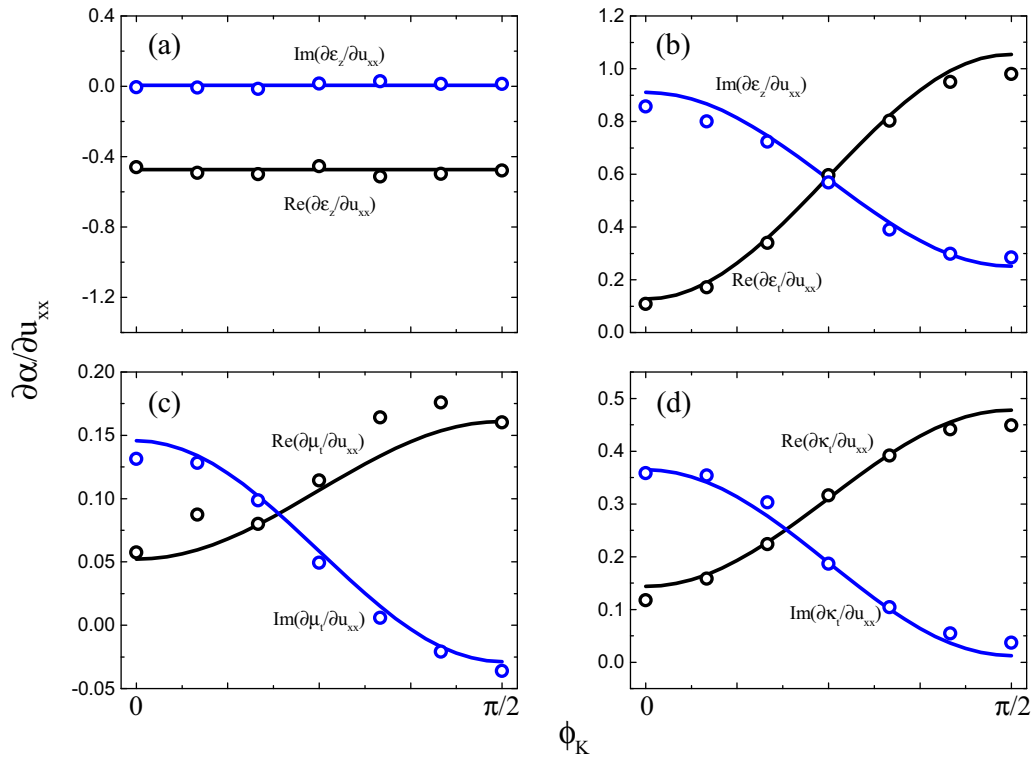 (a)
Im(∂ε_z/∂u_xx)
Re(∂ε_z/∂u_xx)
0.4
0.0
-0.4
-0.8
-1.2
(b)
Im(∂ε_z/∂u_xx)
Re(∂ε_t/∂u_xx)
1.2
1.0
0.8
0.6
0.4
0.2
0.0
∂α/∂u_xx
(c)
Re(∂μ_t/∂u_xx)
Im(∂μ_t/∂u_xx)
0.20
0.15
0.10
0.05
0.00
-0.05
0
π/2
(d)
Re(∂κ_t/∂u_xx)
Im(∂κ_t/∂u_xx)
0.5
0.4
0.3
0.2
0.1
0.0
0
π/2
ϕ_K